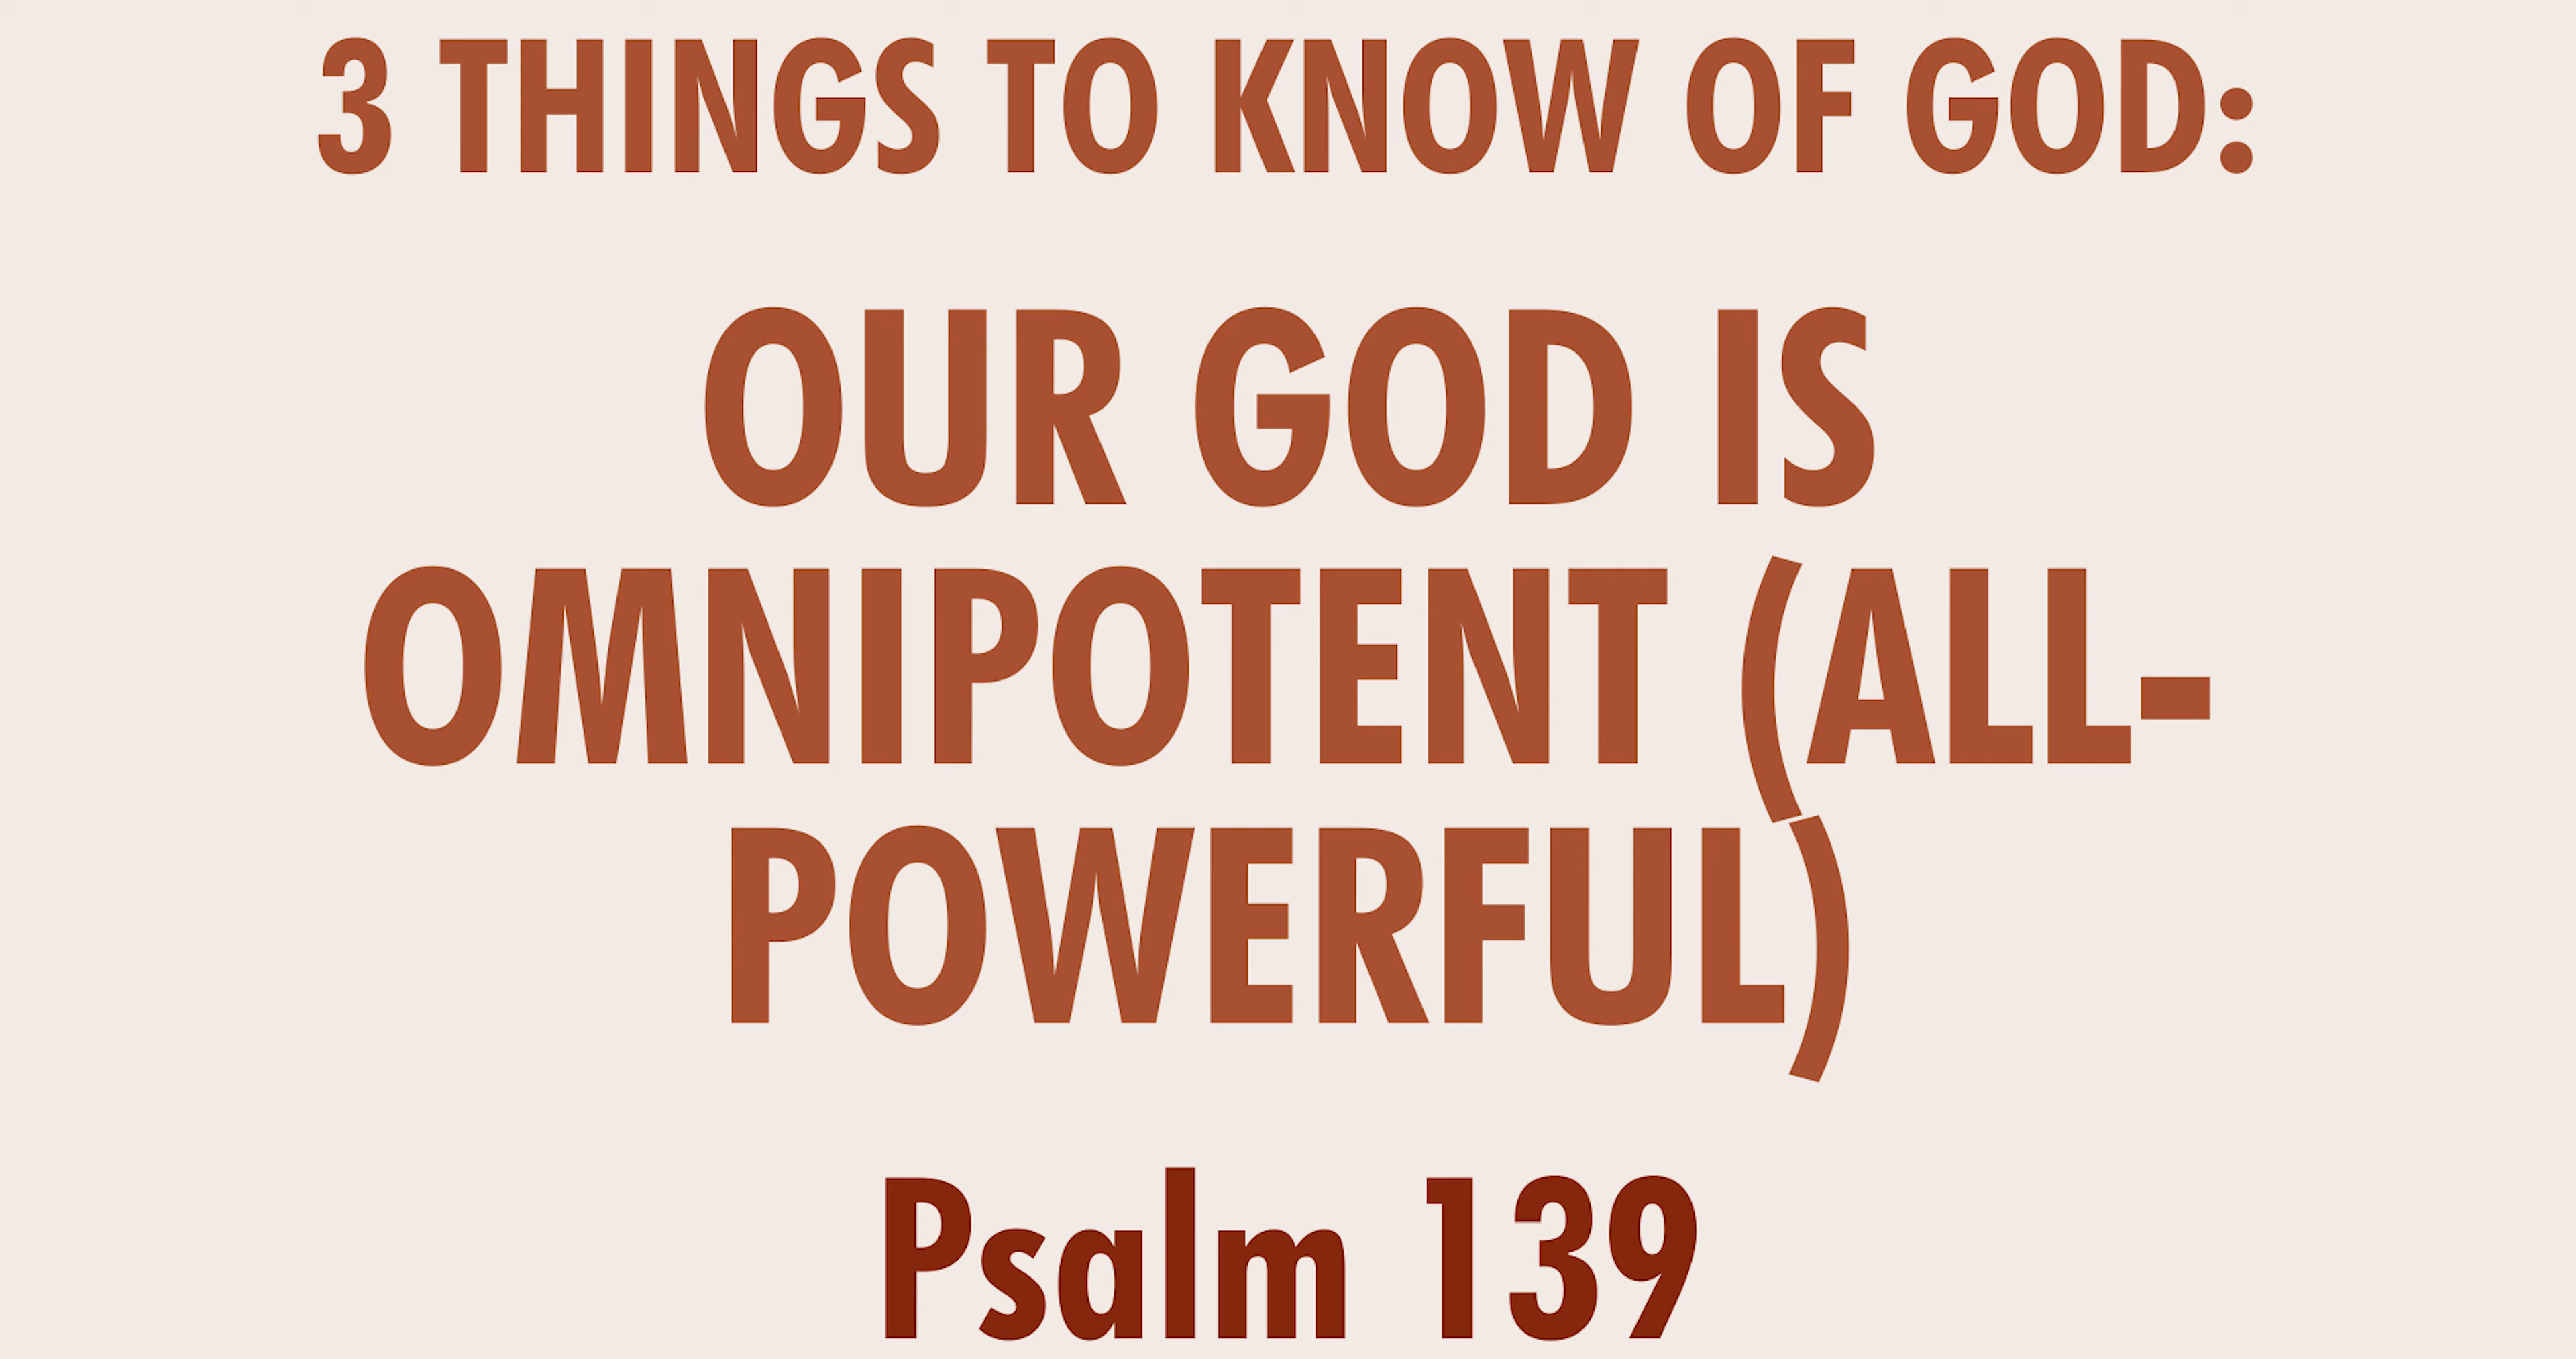 3 THINGS TO KNOW OF GOD:
OUR GOD IS
OMNIPOTENT (ALL-
POWERFUL)
Psalm 139